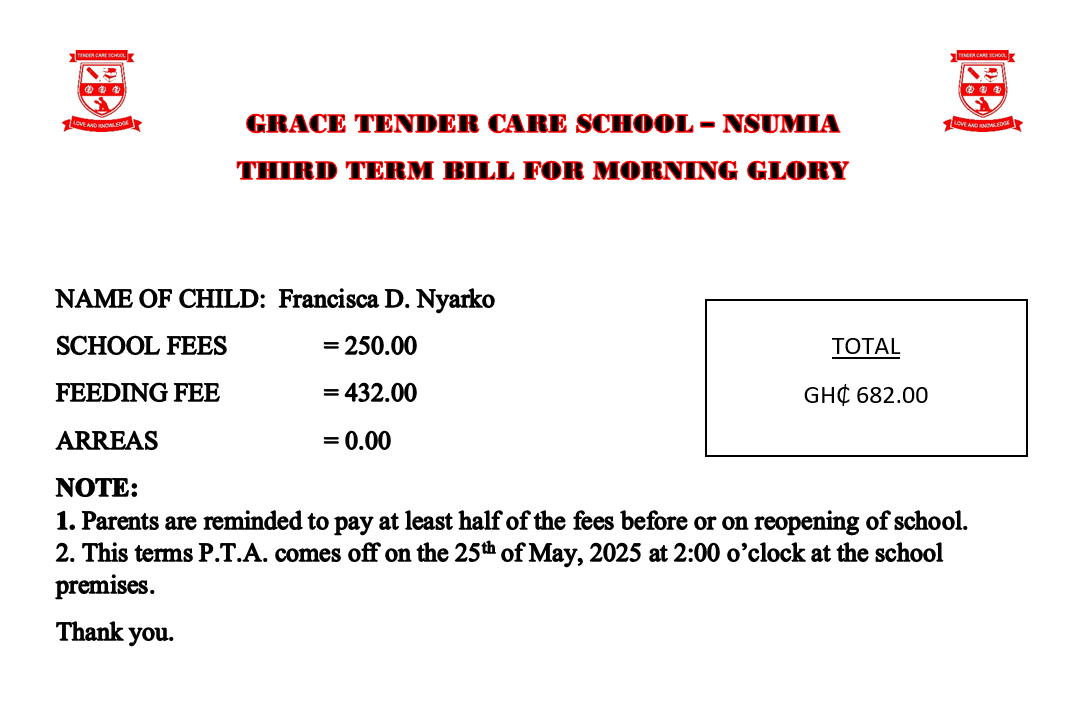 TENDER CARE SCHOOL
LOVE AND KNOWLEDGE
TENDER CARE SCHOOL
LOVE AND KNOWLEDGE
GRACE TENDER CARE SCHOOL – NSUMIA
THIRD TERM BILL FOR MORNING GLORY
NAME OF CHILD: Francisca D. Nyarko
SCHOOL FEES = 250.00
FEEDING FEE = 432.00
ARREAS = 0.00
TOTAL
GH₵ 682.00
NOTE:
1. Parents are reminded to pay at least half of the fees before or on reopening of school.
2. This terms P.T.A. comes off on the 25th of May, 2025 at 2:00 o’clock at the school
premises.
Thank you.